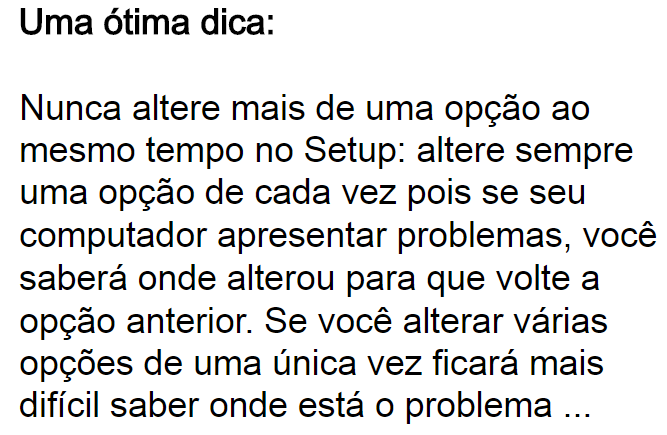 Uma ótima dica:
Nunca altere mais de uma opção ao
mesmo tempo no Setup: altere sempre
uma opção de cada vez pois se seu
computador apresentar problemas, você
saberá onde alterou para que volte a
opção anterior. Se você alterar várias
opções de uma única vez ficará mais
difícil saber onde está o problema ...